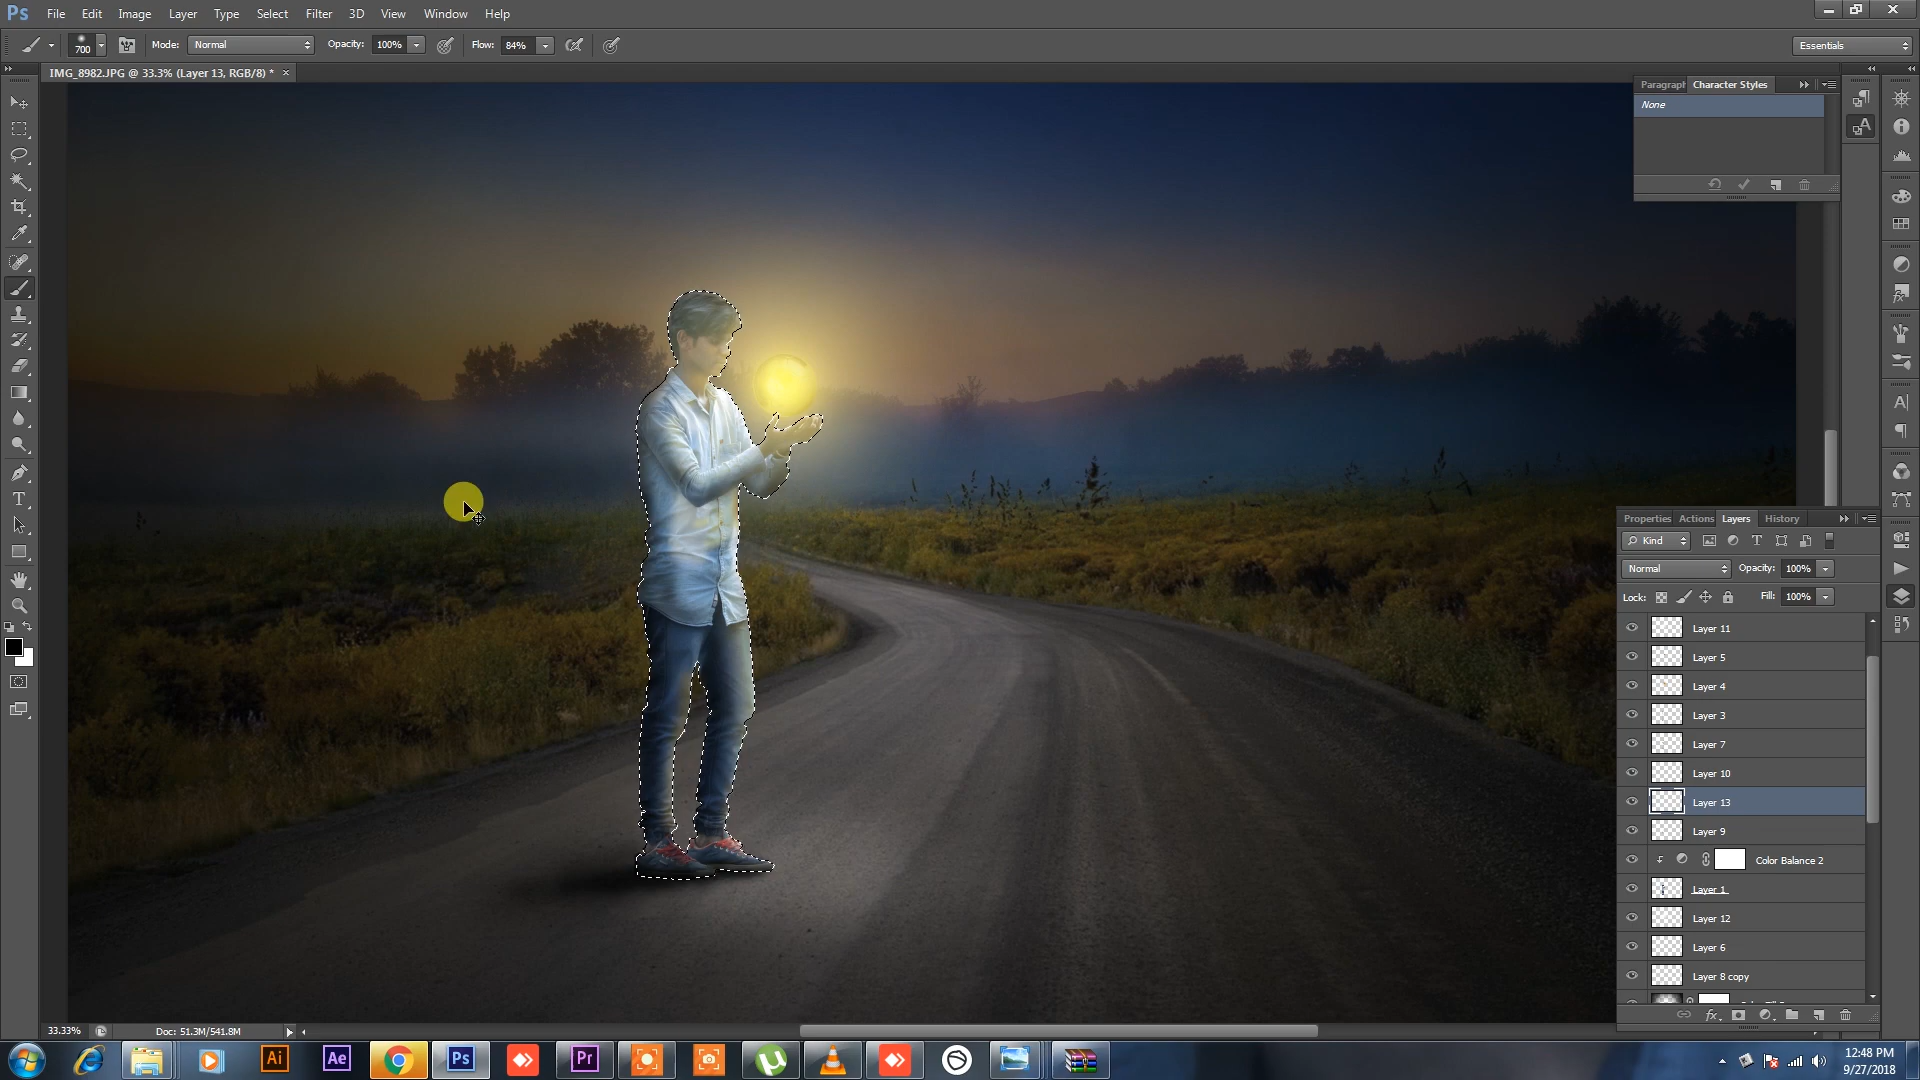 Ps File Edit Image Layer Type Select Filter 3D View Window Help
700 Mode: Normal Opacity: 100% Flow: 84% Essentials
IMG_8982.JPG @ 33.3% (Layer 13, RGB/8) * ×
Paragraph Character Styles
None
Properties Actions Layers History
Kind
Normal Opacity: 100%
Lock: Fill: 100%
Layer 11
Layer 5
Layer 4
Layer 3
Layer 7
Layer 10
Layer 13
Layer 9
Color Balance 2
Layer 1
Layer 12
Layer 6
Layer 8 copy
33.33% Doc: 51.3M/541.8M
Ai Ae Ps Pr
12:48 PM
9/27/2018